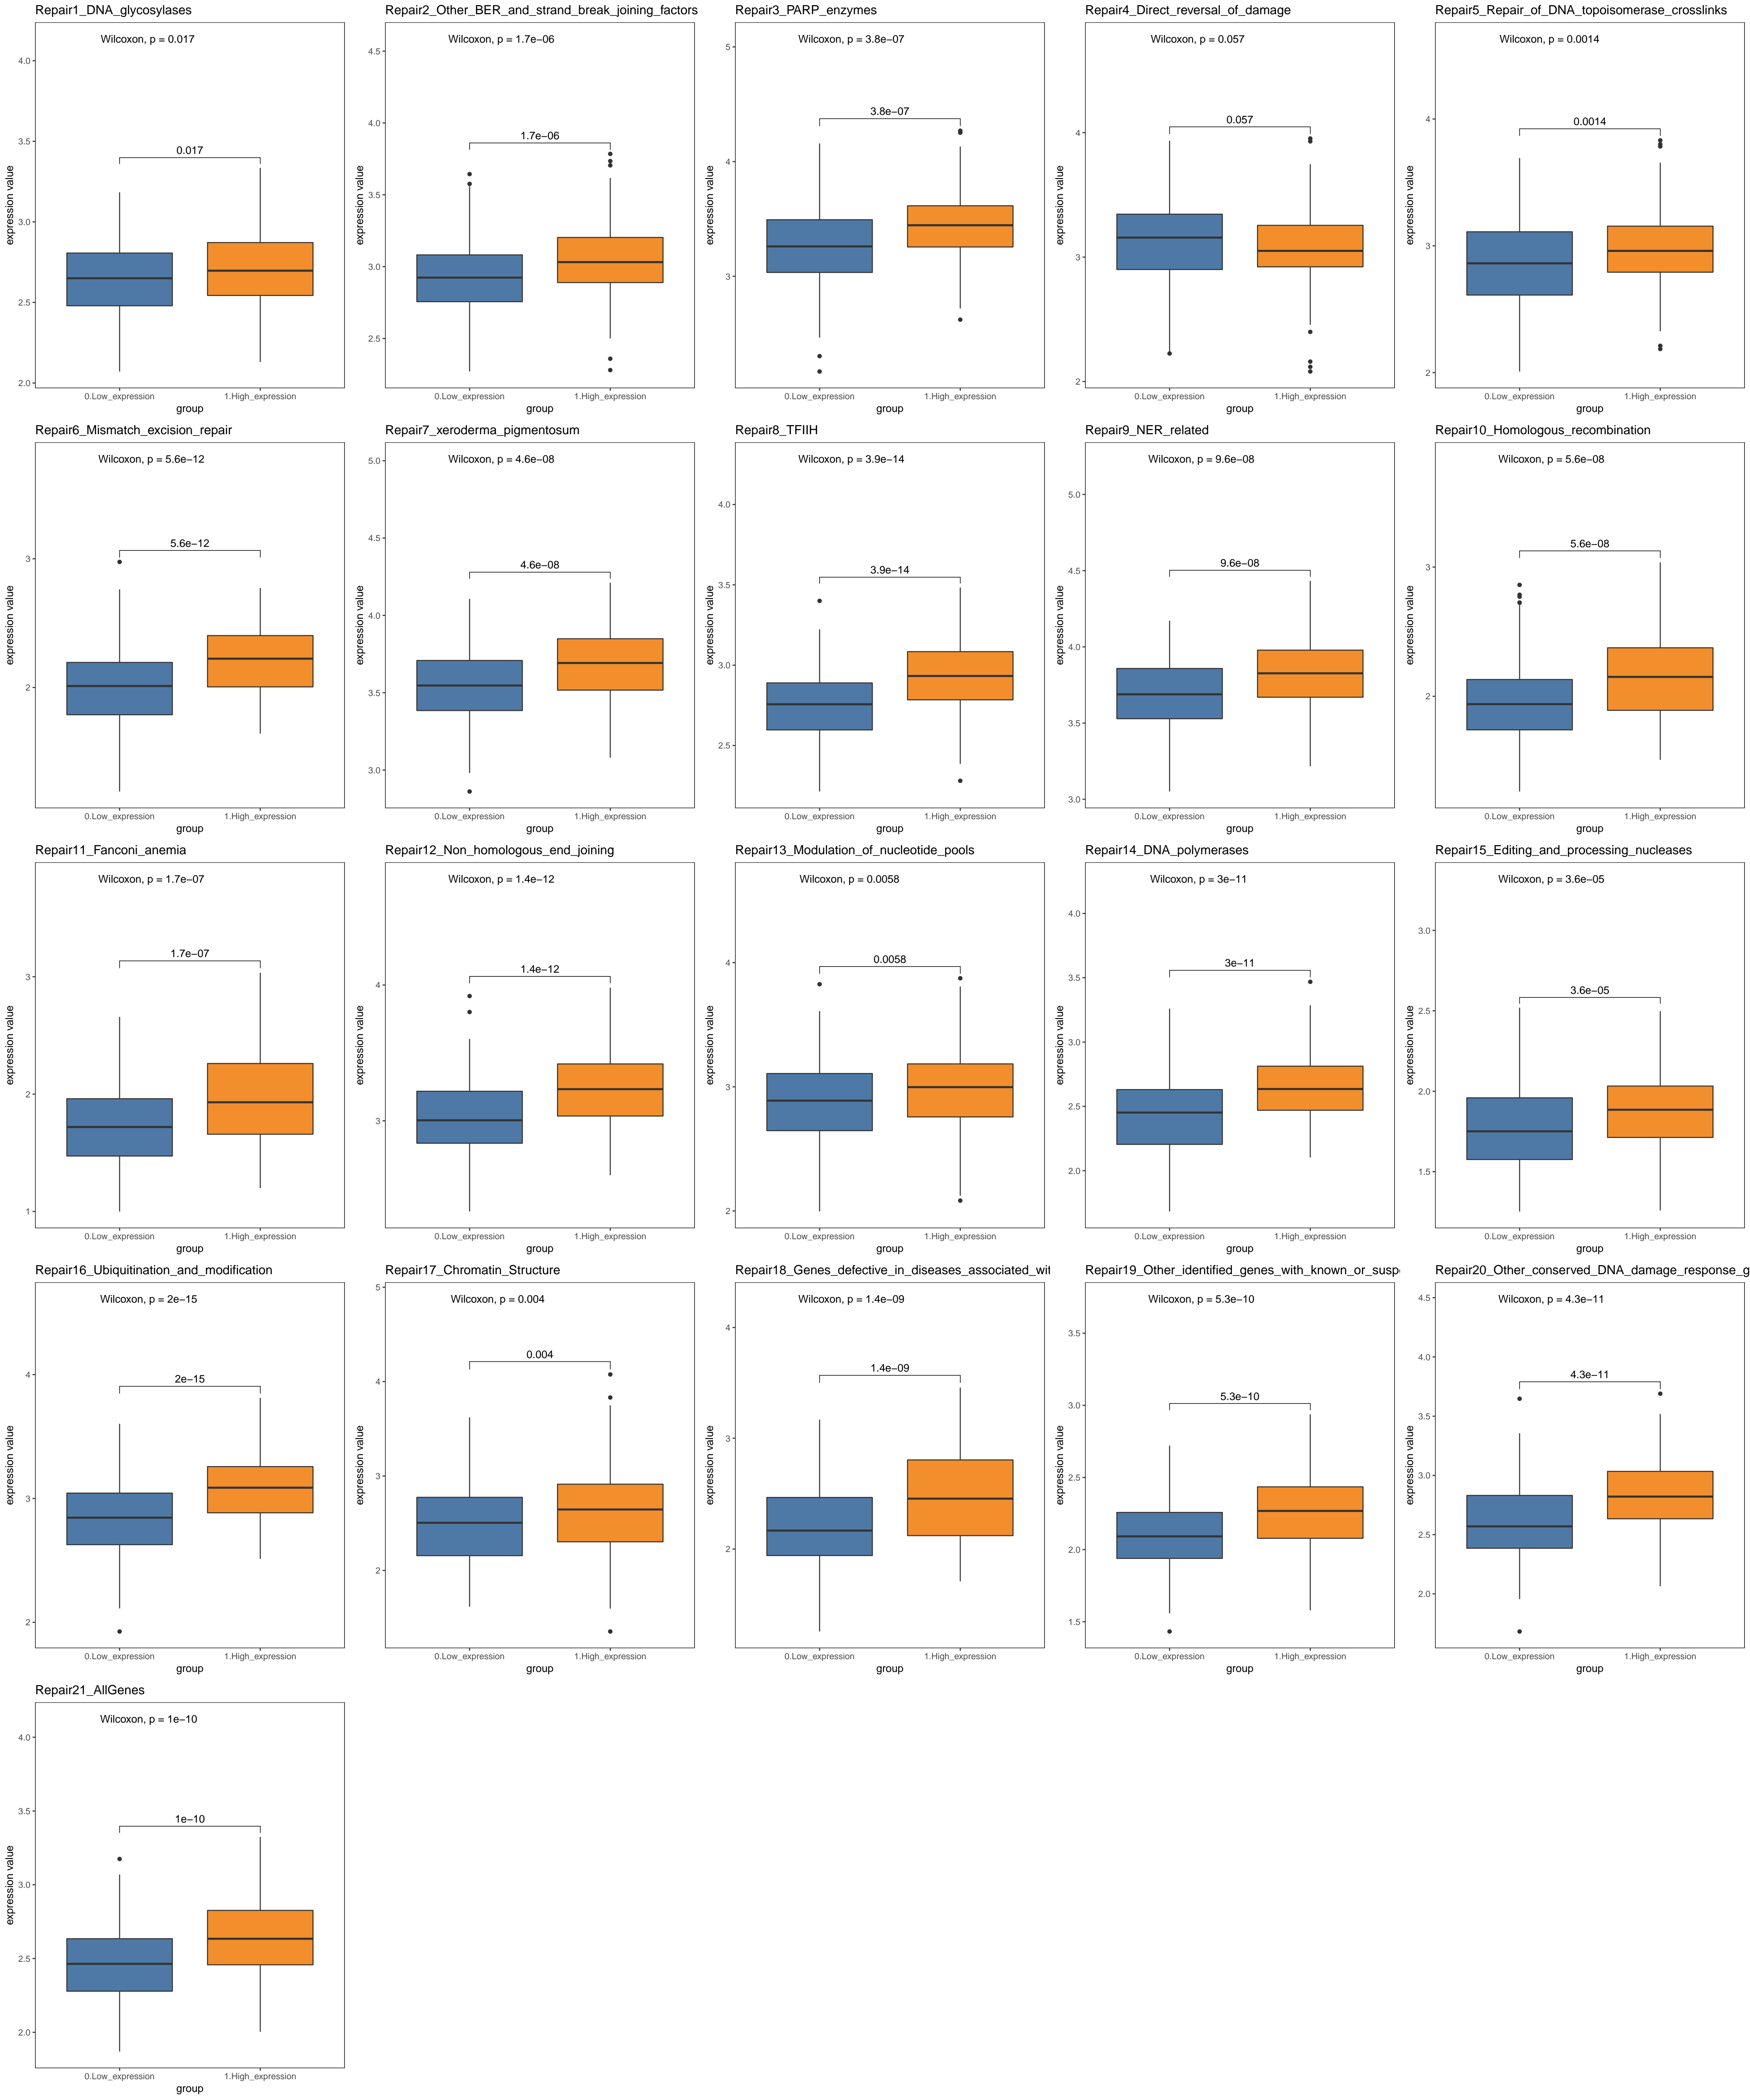 Repair1_DNA_glycosylases
Wilcoxon, p = 0.017
0.017
4.0
3.5
3.0
2.5
2.0
expression value
0.Low_expression 1.High_expression
group
Repair2_Other_BER_and_strand_break_joining_factors
Wilcoxon, p = 1.7e−06
1.7e−06
4.5
4.0
3.5
3.0
2.5
expression value
0.Low_expression 1.High_expression
group
Repair3_PARP_enzymes
Wilcoxon, p = 3.8e−07
3.8e−07
5
4
3
expression value
0.Low_expression 1.High_expression
group
Repair4_Direct_reversal_of_damage
Wilcoxon, p = 0.057
0.057
4
3
2
expression value
0.Low_expression 1.High_expression
group
Repair5_Repair_of_DNA_topoisomerase_crosslinks
Wilcoxon, p = 0.0014
0.0014
4
3
2
expression value
0.Low_expression 1.High_expression
group
Repair6_Mismatch_excision_repair
Wilcoxon, p = 5.6e−12
5.6e−12
3
2
expression value
0.Low_expression 1.High_expression
group
Repair7_xeroderma_pigmentosum
Wilcoxon, p = 4.6e−08
4.6e−08
5.0
4.5
4.0
3.5
3.0
expression value
0.Low_expression 1.High_expression
group
Repair8_TFIIH
Wilcoxon, p = 3.9e−14
3.9e−14
4.0
3.5
3.0
2.5
expression value
0.Low_expression 1.High_expression
group
Repair9_NER_related
Wilcoxon, p = 9.6e−08
9.6e−08
5.0
4.5
4.0
3.5
3.0
expression value
0.Low_expression 1.High_expression
group
Repair10_Homologous_recombination
Wilcoxon, p = 5.6e−08
5.6e−08
3
2
expression value
0.Low_expression 1.High_expression
group
Repair11_Fanconi_anemia
Wilcoxon, p = 1.7e−07
1.7e−07
3
2
1
expression value
0.Low_expression 1.High_expression
group
Repair12_Non_homologous_end_joining
Wilcoxon, p = 1.4e−12
1.4e−12
4
3
expression value
0.Low_expression 1.High_expression
group
Repair13_Modulation_of_nucleotide_pools
Wilcoxon, p = 0.0058
0.0058
4
3
2
expression value
0.Low_expression 1.High_expression
group
Repair14_DNA_polymerases
Wilcoxon, p = 3e−11
3e−11
4.0
3.5
3.0
2.5
2.0
expression value
0.Low_expression 1.High_expression
group
Repair15_Editing_and_processing_nucleases
Wilcoxon, p = 3.6e−05
3.6e−05
3.0
2.5
2.0
1.5
expression value
0.Low_expression 1.High_expression
group
Repair16_Ubiquitination_and_modification
Wilcoxon, p = 2e−15
2e−15
4
3
2
expression value
0.Low_expression 1.High_expression
group
Repair17_Chromatin_Structure
Wilcoxon, p = 0.004
0.004
5
4
3
2
expression value
0.Low_expression 1.High_expression
group
Repair18_Genes_defective_in_diseases_associated_wit
Wilcoxon, p = 1.4e−09
1.4e−09
4
3
2
expression value
0.Low_expression 1.High_expression
group
Repair19_Other_identified_genes_with_known_or_susp
Wilcoxon, p = 5.3e−10
5.3e−10
3.5
3.0
2.5
2.0
1.5
expression value
0.Low_expression 1.High_expression
group
Repair20_Other_conserved_DNA_damage_response_g
Wilcoxon, p = 4.3e−11
4.3e−11
4.5
4.0
3.5
3.0
2.5
2.0
expression value
0.Low_expression 1.High_expression
group
Repair21_AllGenes
Wilcoxon, p = 1e−10
1e−10
4.0
3.5
3.0
2.5
2.0
expression value
0.Low_expression 1.High_expression
group